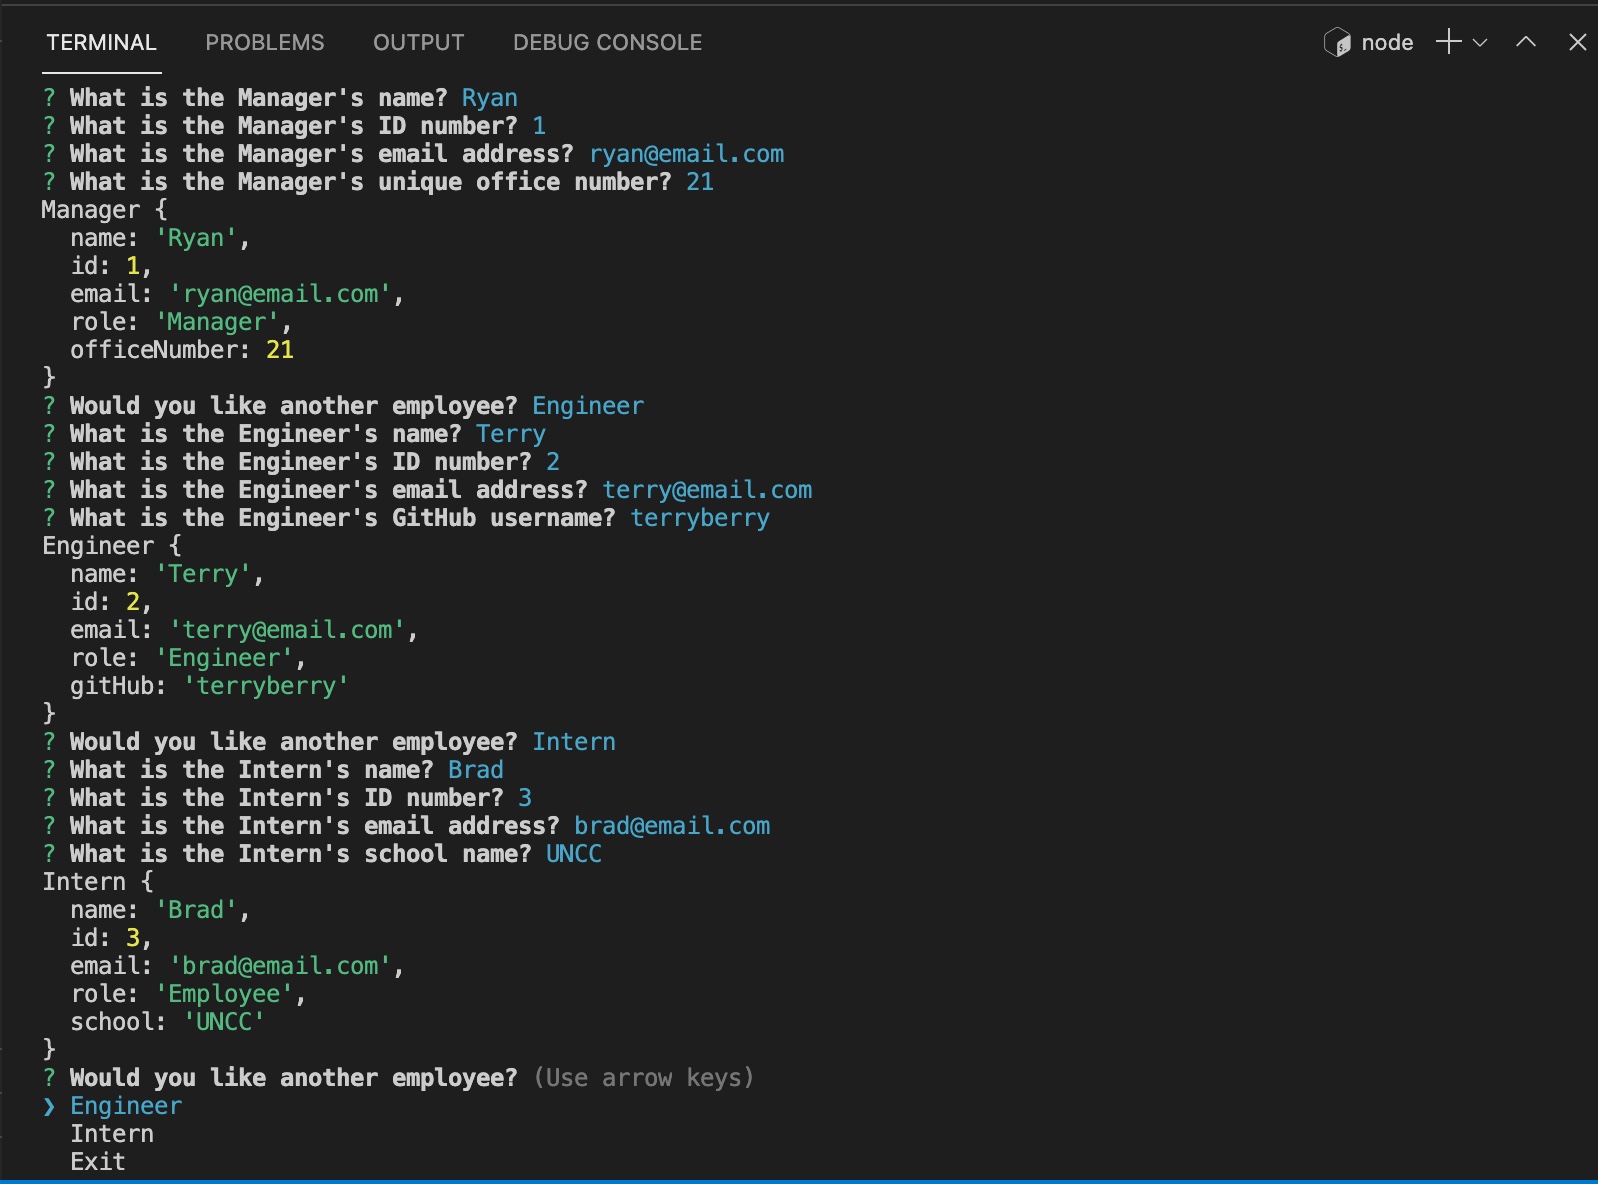 TERMINAL PROBLEMS OUTPUT DEBUG CONSOLE node
? What is the Manager's name? Ryan
? What is the Manager's ID number? 1
? What is the Manager's email address? ryan@email.com
? What is the Manager's unique office number? 21
Manager {
  name: 'Ryan',
  id: 1,
  email: 'ryan@email.com',
  role: 'Manager',
  officeNumber: 21
}
? Would you like another employee? Engineer
? What is the Engineer's name? Terry
? What is the Engineer's ID number? 2
? What is the Engineer's email address? terry@email.com
? What is the Engineer's GitHub username? terryberry
Engineer {
  name: 'Terry',
  id: 2,
  email: 'terry@email.com',
  role: 'Engineer',
  gitHub: 'terryberry'
}
? Would you like another employee? Intern
? What is the Intern's name? Brad
? What is the Intern's ID number? 3
? What is the Intern's email address? brad@email.com
? What is the Intern's school name? UNCC
Intern {
  name: 'Brad',
  id: 3,
  email: 'brad@email.com',
  role: 'Employee',
  school: 'UNCC'
}
? Would you like another employee? (Use arrow keys)
❯ Engineer
  Intern
  Exit